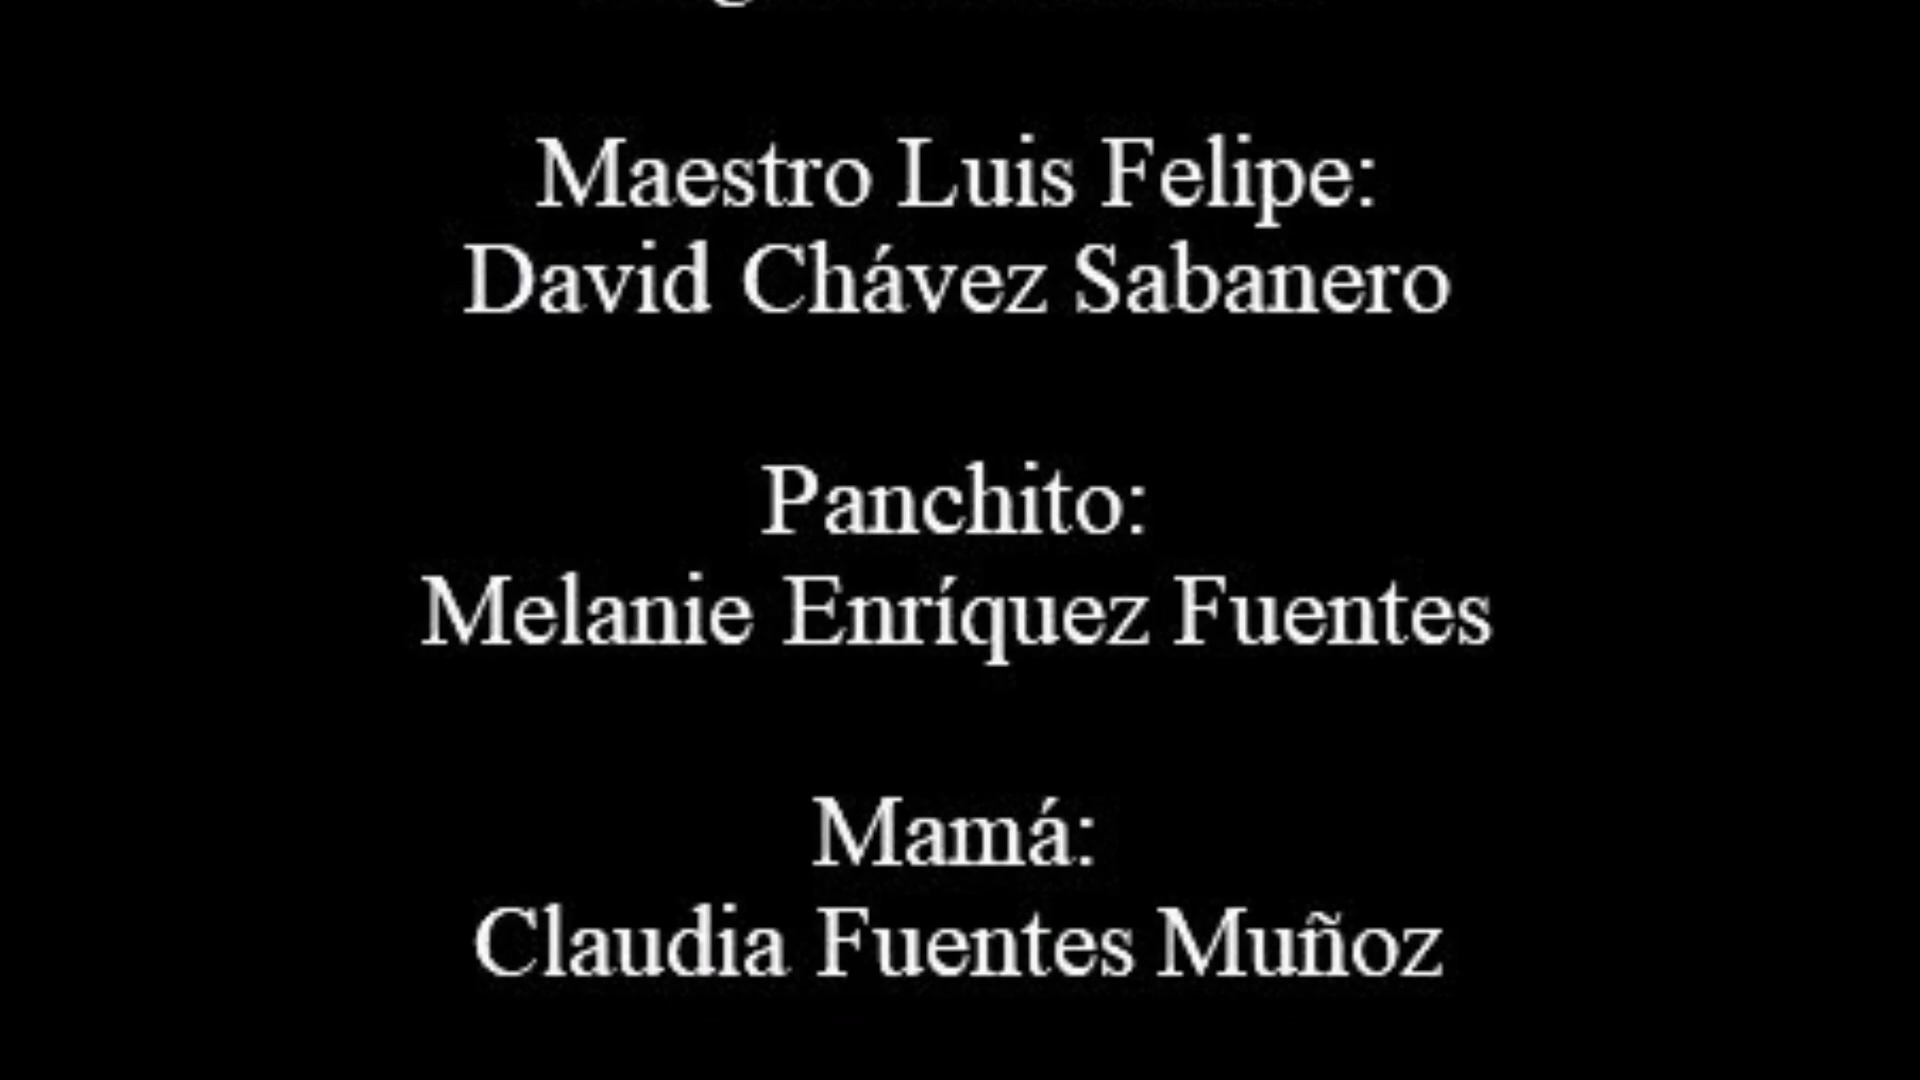 Maestro Luis Felipe:
David Chávez Sabanero
Panchito:
Melanie Enríquez Fuentes
Mamá:
Claudia Fuentes Muñoz